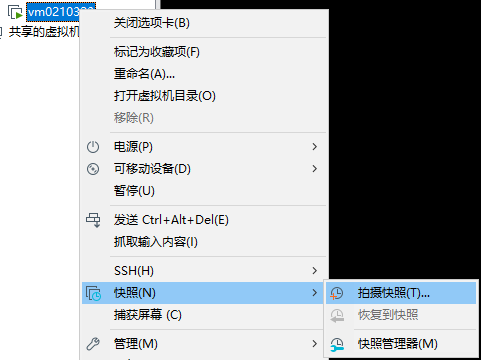 关闭选项卡
共享的虚拟机
标记为收藏项(F)
重命名(A)...
打开虚拟机目录(O)
移除(R)
电源(P)
可移动设备(D)
暂停(U)
发送 Ctrl+Alt+Del(E)
抓取输入内容(I)
SSH(H)
快照(N)
拍摄快照(T)...
捕获屏幕 (C)
恢复到快照
管理(M)
快照管理器(M)